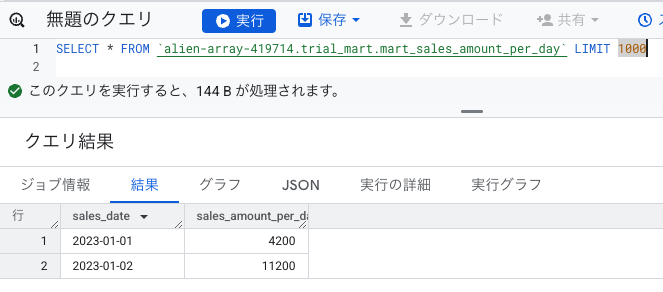 無題のクエリ 実行 保存 ダウンロード 共有
1 SELECT * FROM `alien-array-419714.trial_mart.mart_sales_amount_per_day` LIMIT 1000
2
このクエリを実行すると、144 B が処理されます。
クエリ結果
ジョブ情報 結果 グラフ JSON 実行の詳細 実行グラフ
行 sales_date sales_amount_per_da
1 2023-01-01 4200
2 2023-01-02 11200